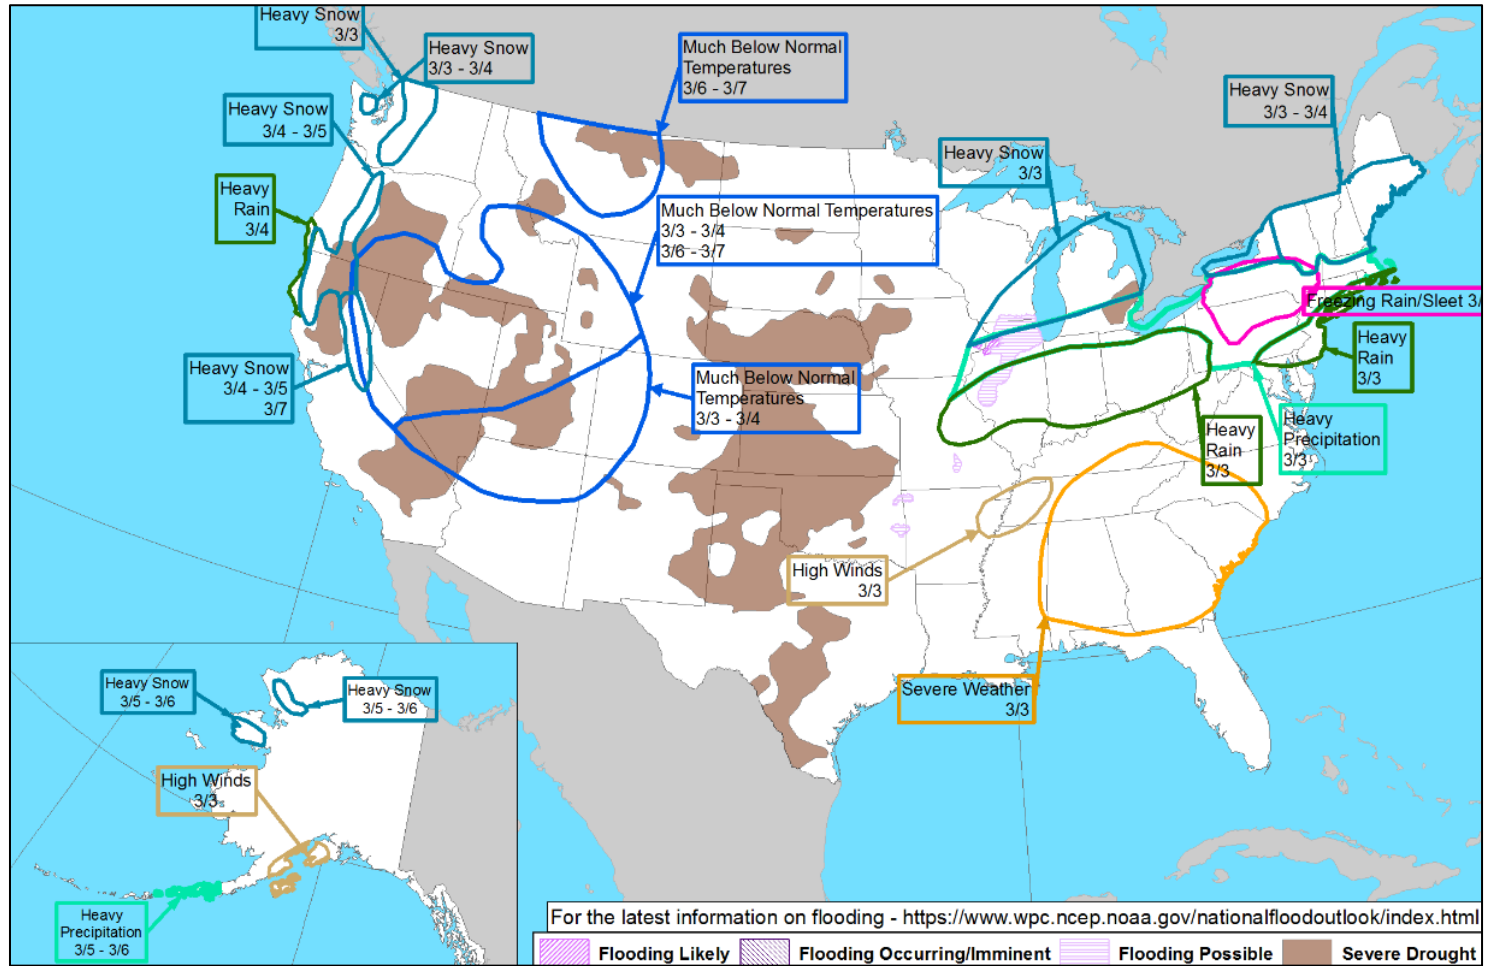 Heavy Snow
3/3
Heavy Snow
3/3 - 3/4
Much Below Normal
Temperatures
3/6 - 3/7
Heavy Snow
3/3 - 3/4
Heavy Snow
3/4 - 3/5
Heavy Snow
3/3
Heavy
Rain
3/4
Much Below Normal Temperatures
3/3 - 3/4
3/6 - 3/7
Freezing Rain/Sleet 3/
Heavy
Rain
3/3
Heavy Snow
3/4 - 3/5
3/7
Much Below Normal
Temperatures
3/3 - 3/4
Heavy
Precipitation
3/3
Heavy
Rain
3/3
High Winds
3/3
Severe Weather
3/3
Heavy Snow
3/5 - 3/6
Heavy Snow
3/5 - 3/6
High Winds
3/3
Heavy
Precipitation
3/5 - 3/6
For the latest information on flooding - https://www.wpc.ncep.noaa.gov/nationalfloodoutlook/index.html
Flooding Likely
Flooding Occurring/Imminent
Flooding Possible
Severe Drought